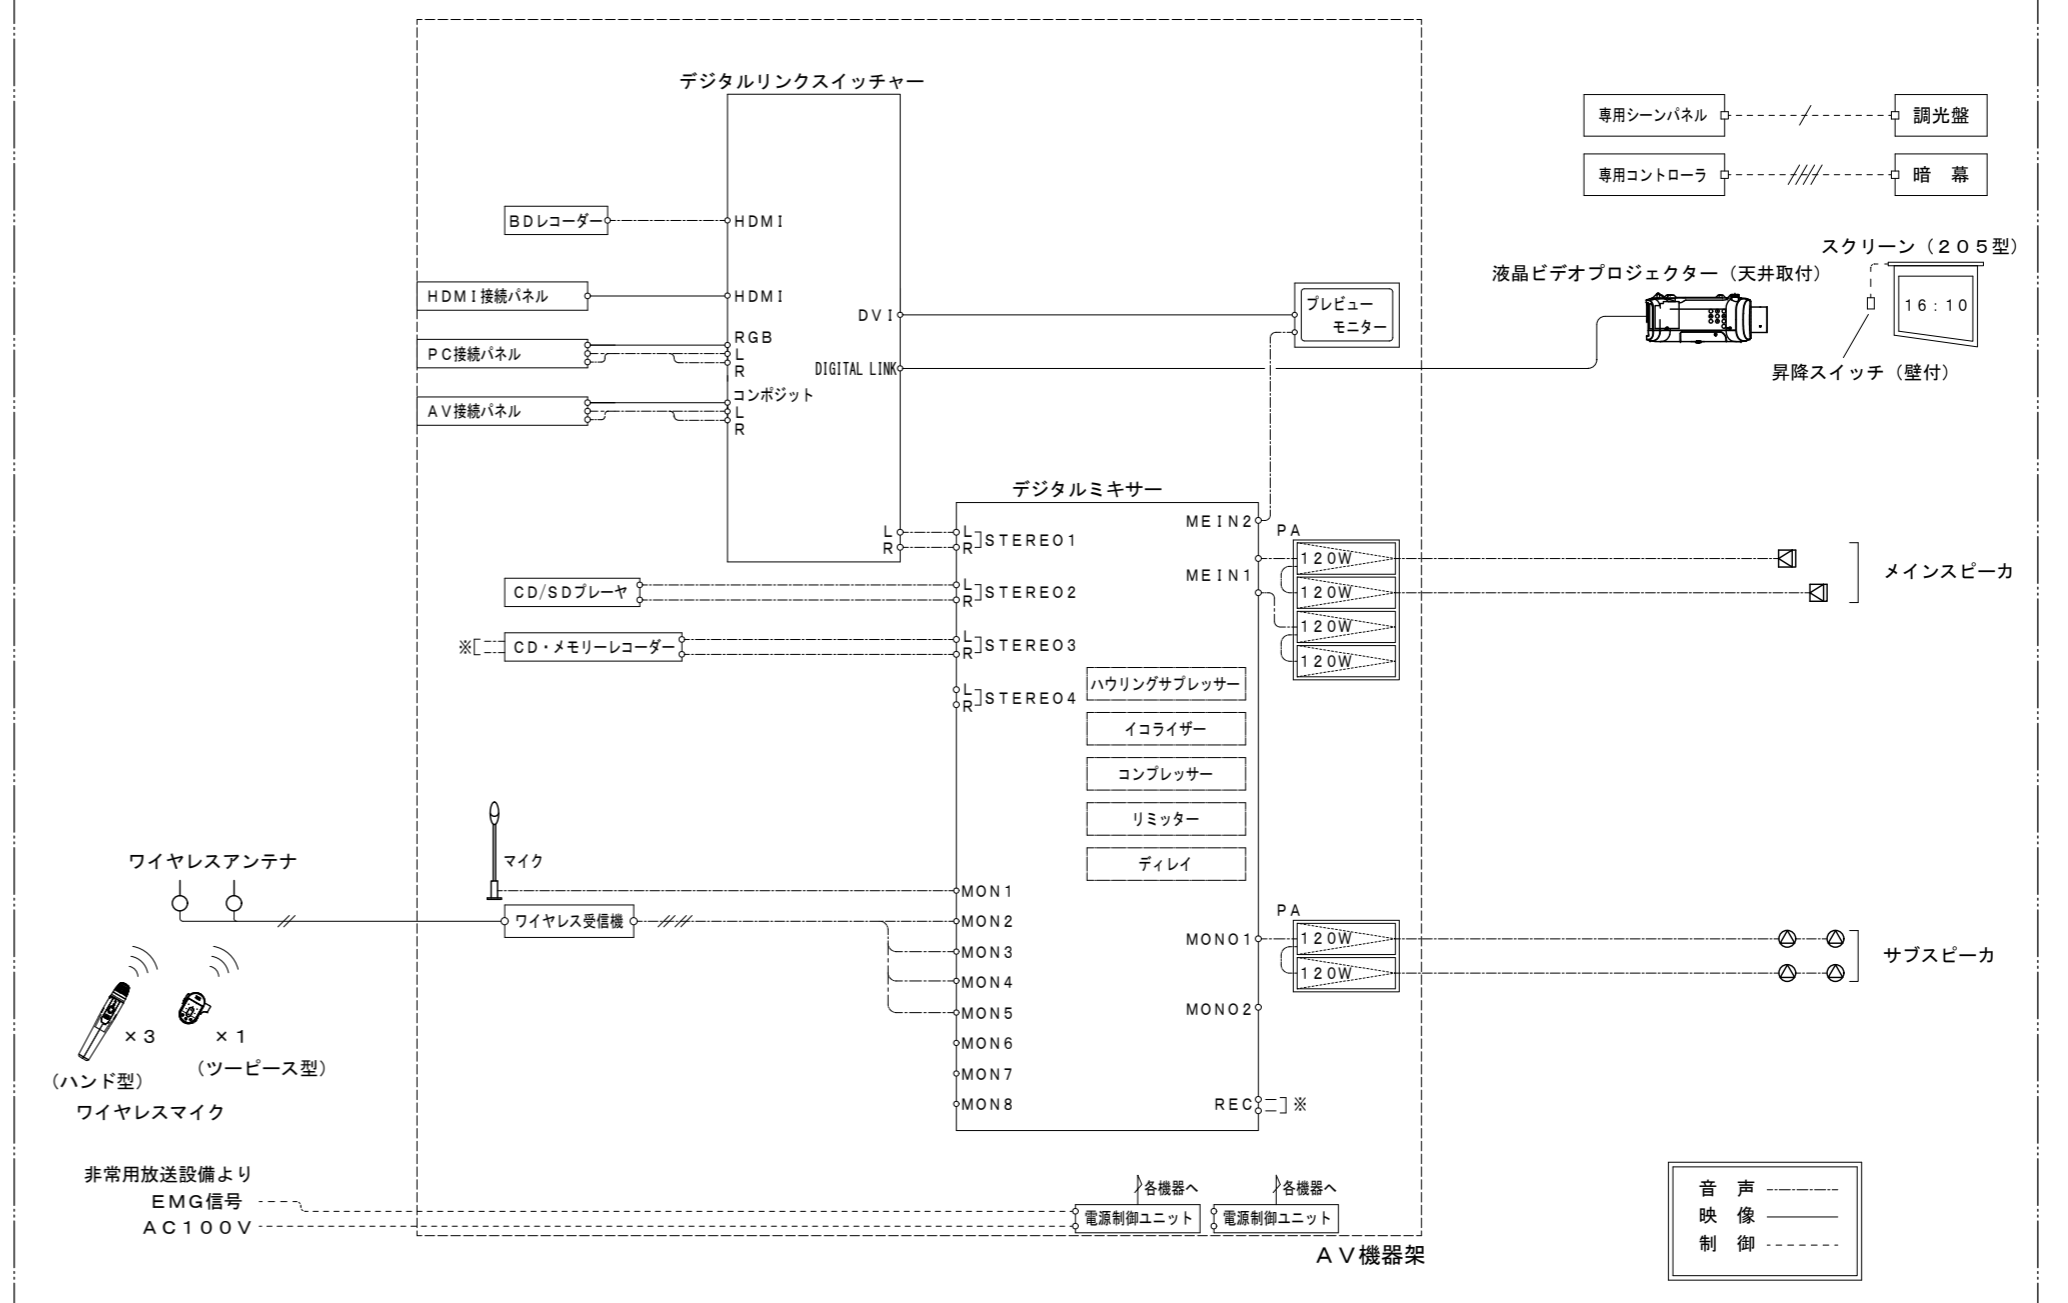 デジタルリンクスイッチャー
専用シーンパネル
調光盤
専用コントローラ
暗 幕
BDレコーダー
HDMI
スクリーン（205型）
液晶ビデオプロジェクター（天井取付）
16:10
昇降スイッチ（壁付）
HDMI接続パネル
HDMI
DVI
プレビュー
モニター
PC接続パネル
RGB
L
R
DIGITAL LINK
AV接続パネル
コンポジット
L
R
デジタルミキサー
L
R
L
R
STEREO1
MEIN2
PA
120W
MEIN1
120W
120W
120W
メインスピーカ
CD/SDプレーヤ
L
R
STEREO2
※
CD・メモリーレコーダー
L
R
STEREO3
L
R
STEREO4
ハウリングサプレッサー
イコライザー
コンプレッサー
リミッター
ディレイ
マイク
ワイヤレスアンテナ
ワイヤレス受信機
MON1
MON2
MON3
MON4
MON5
MON6
MON7
MON8
PA
MONO1
120W
120W
サブスピーカ
MONO2
REC
※
×3
×1
（ハンド型）
（ツーピース型）
ワイヤレスマイク
非常用放送設備より
EMG信号
AC100V
各機器へ
電源制御ユニット
各機器へ
電源制御ユニット
AV機器架
音 声
映 像
制 御